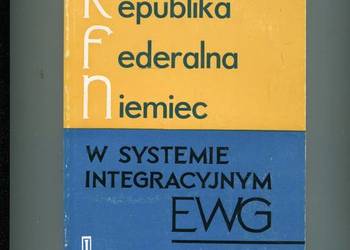 Republika
Federalna
Niemiec
W SYSTEMIE
INTEGRACYJNYM
EWG